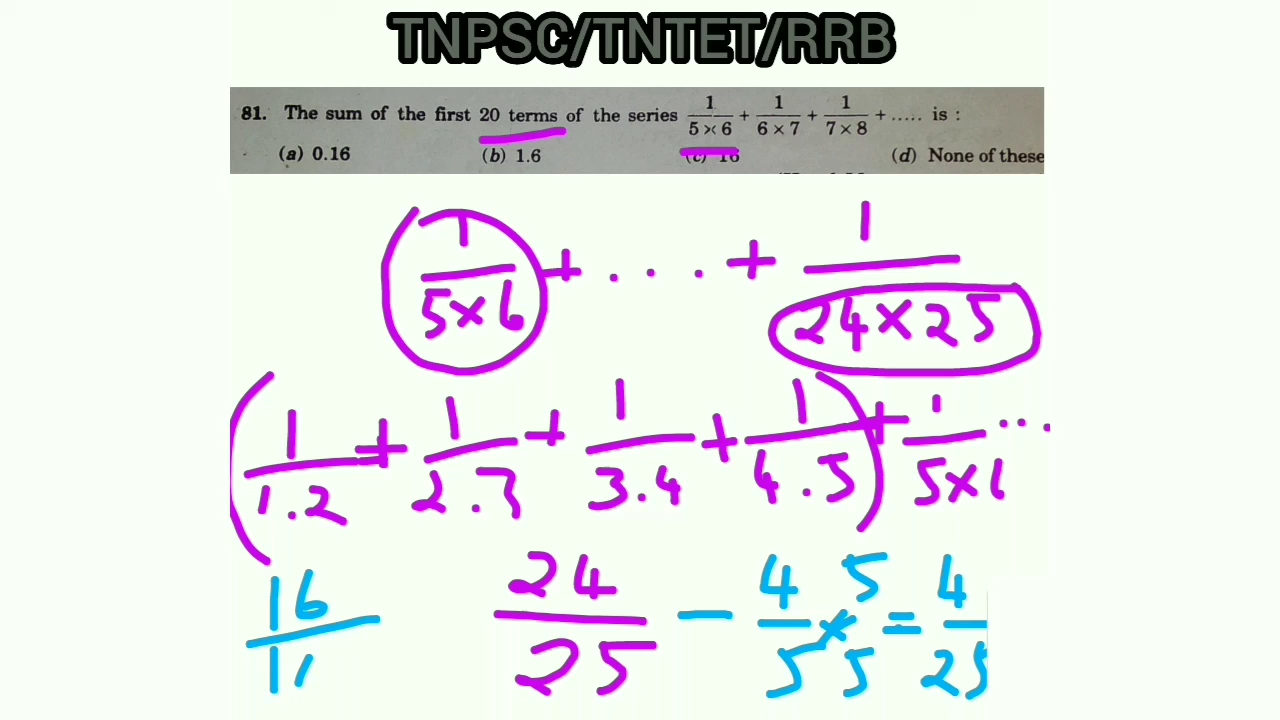 TNPSC/TNTET/RRB
81. The sum of the first 20 terms of the series 1/(5 × 6) + 1/(6 × 7) + 1/(7 × 8) + ..... is :
(a) 0.16 (b) 1.6 (c) 16 (d) None of these
1/(5×6) + .... + 1/(24×25)
(1/(1.2) + 1/(2.3) + 1/(3.4) + 1/(4.5)) + 1/(5×6) ...
16/1 24/25 − 4/5 × 5/5 = 4/25